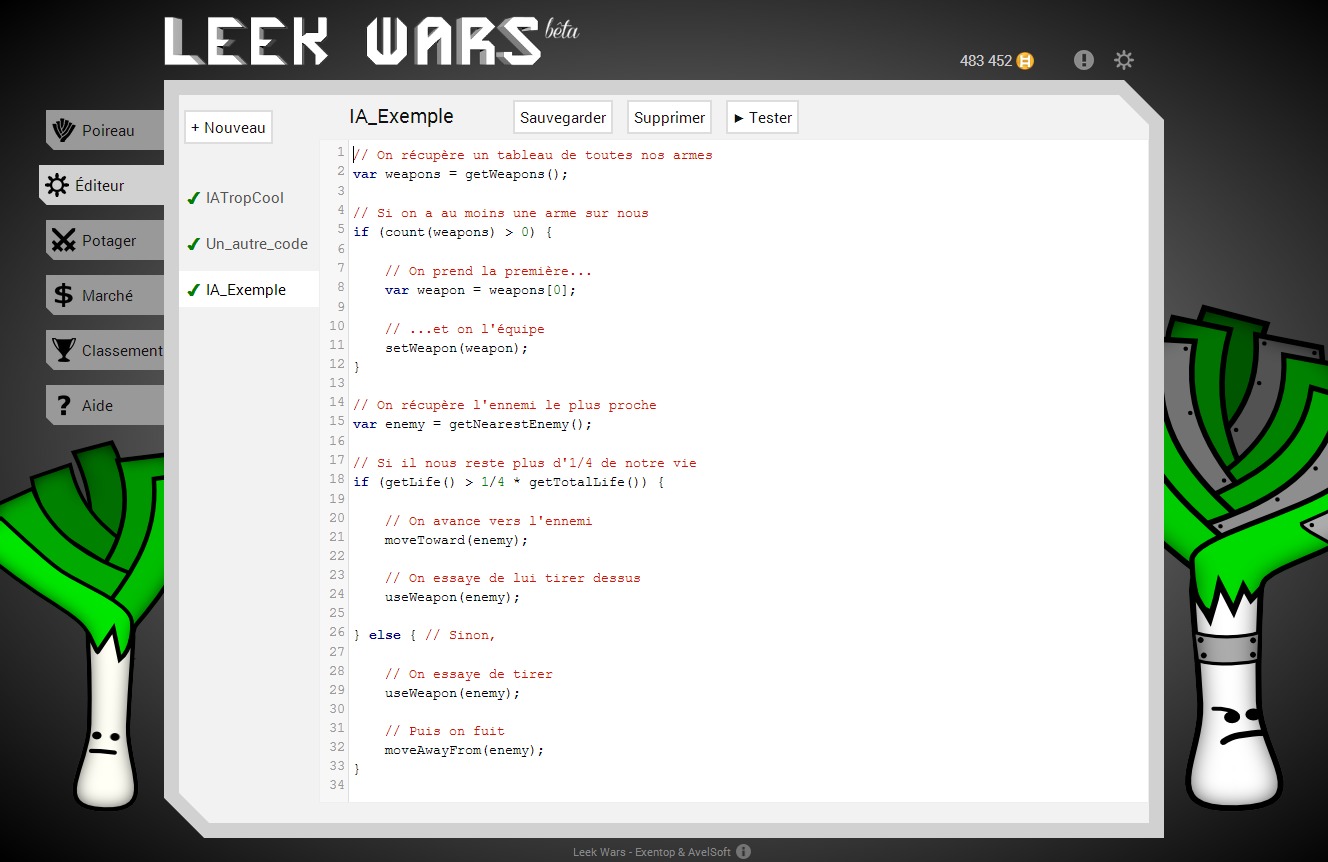 LEEK WARS bêta
483 452
Poireau
Éditeur
Potager
Marché
Classement
Aide
+ Nouveau
IATropCool
Un_autre_code
IA_Exemple
IA_Exemple Sauvegarder Supprimer Tester
1 // On récupère un tableau de toutes nos armes
2 var weapons = getWeapons();
3
4 // Si on a au moins une arme sur nous
5 if (count(weapons) > 0) {
6
7 // On prend la première...
8 var weapon = weapons[0];
9
10 // ...et on l'équipe
11 setWeapon(weapon);
12 }
13
14 // On récupère l'ennemi le plus proche
15 var enemy = getNearestEnemy();
16
17 // Si il nous reste plus d'1/4 de notre vie
18 if (getLife() > 1/4 * getTotalLife()) {
19
20 // On avance vers l'ennemi
21 moveToward(enemy);
22
23 // On essaye de lui tirer dessus
24 useWeapon(enemy);
25
26 } else { // Sinon,
27
28 // On essaye de tirer
29 useWeapon(enemy);
30
31 // Puis on fuit
32 moveAwayFrom(enemy);
33 }
34
Leek Wars - Exentop & AvelSoft